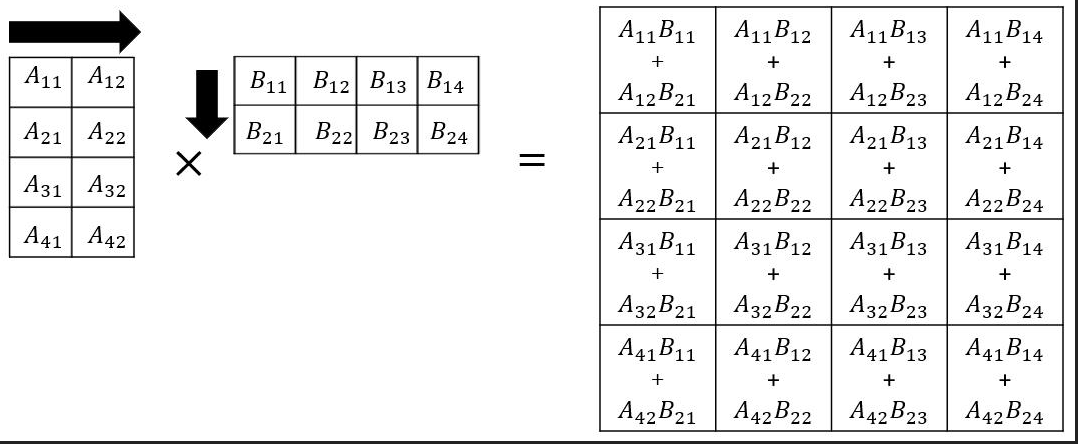 A₁₁ A₁₂
A₂₁ A₂₂
A₃₁ A₃₂
A₄₁ A₄₂
×
B₁₁ B₁₂ B₁₃ B₁₄
B₂₁ B₂₂ B₂₃ B₂₄
=
A₁₁B₁₁ A₁₁B₁₂ A₁₁B₁₃ A₁₁B₁₄
+ + + +
A₁₂B₂₁ A₁₂B₂₂ A₁₂B₂₃ A₁₂B₂₄
A₂₁B₁₁ A₂₁B₁₂ A₂₁B₁₃ A₂₁B₁₄
+ + + +
A₂₂B₂₁ A₂₂B₂₂ A₂₂B₂₃ A₂₂B₂₄
A₃₁B₁₁ A₃₁B₁₂ A₃₁B₁₃ A₃₁B₁₄
+ + + +
A₃₂B₂₁ A₃₂B₂₂ A₃₂B₂₃ A₃₂B₂₄
A₄₁B₁₁ A₄₁B₁₂ A₄₁B₁₃ A₄₁B₁₄
+ + + +
A₄₂B₂₁ A₄₂B₂₂ A₄₂B₂₃ A₄₂B₂₄